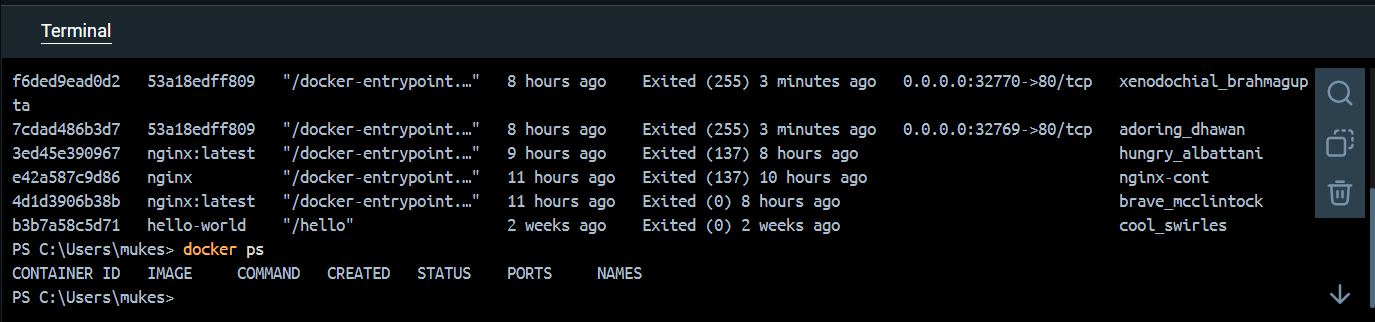 Terminal
f6ded9ead0d2   53a18edff809   "/docker-entrypoint.…"   8 hours ago    Exited (255) 3 minutes ago   0.0.0.0:32770->80/tcp   xenodochial_brahmagup
ta
7cdad486b3d7   53a18edff809   "/docker-entrypoint.…"   8 hours ago    Exited (255) 3 minutes ago   0.0.0.0:32769->80/tcp   adoring_dhawan
3ed45e390967   nginx:latest   "/docker-entrypoint.…"   9 hours ago    Exited (137) 8 hours ago                             hungry_albattani
e42a587c9d86   nginx          "/docker-entrypoint.…"   11 hours ago   Exited (137) 10 hours ago                            nginx-cont
4d1d3906b38b   nginx:latest   "/docker-entrypoint.…"   11 hours ago   Exited (0) 8 hours ago                               brave_mcclintock
b3b7a58c5d71   hello-world    "/hello"                 2 weeks ago    Exited (0) 2 weeks ago                               cool_swirles
PS C:\Users\mukes> docker ps
CONTAINER ID   IMAGE     COMMAND   CREATED   STATUS    PORTS     NAMES
PS C:\Users\mukes>